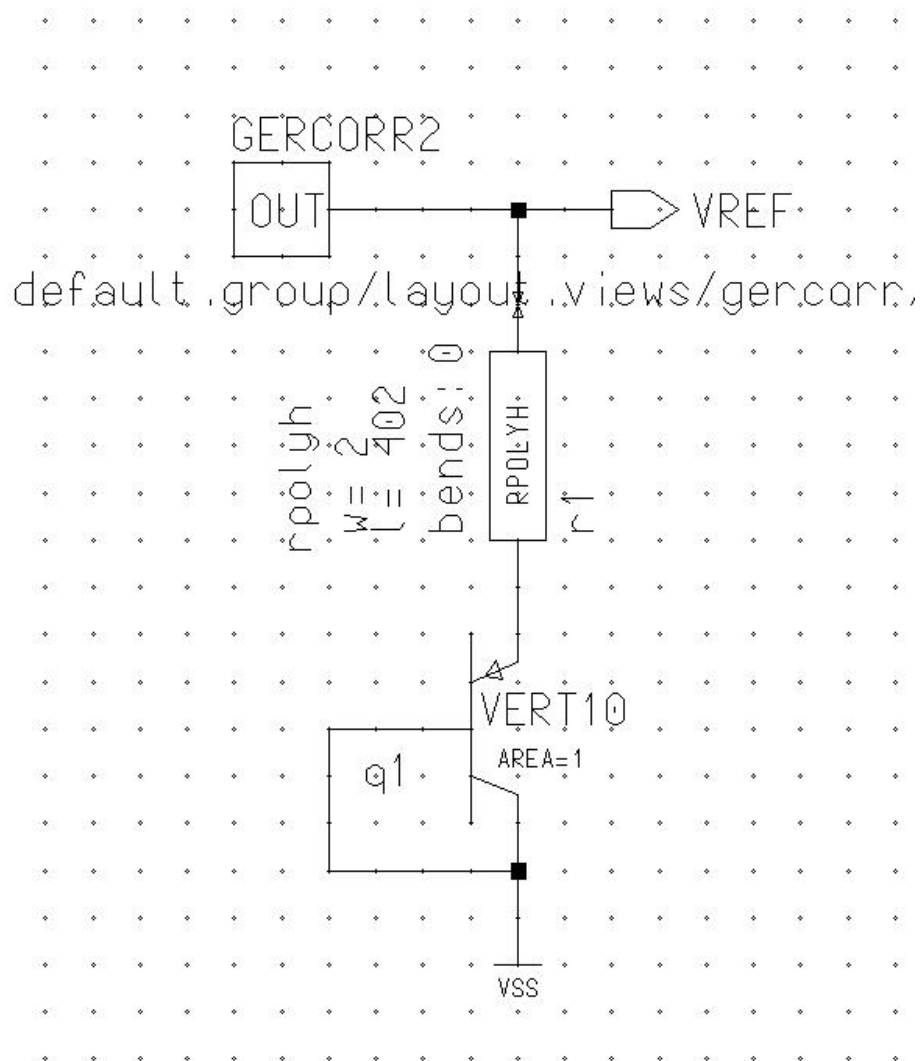 GERCORR2
OUT
VREF
default.group/layout.views/gercorr/
rpolyh
w= 2
l= 402
bends: 0
RPOLYH
r1
VERT10
AREA=1
q1
VSS